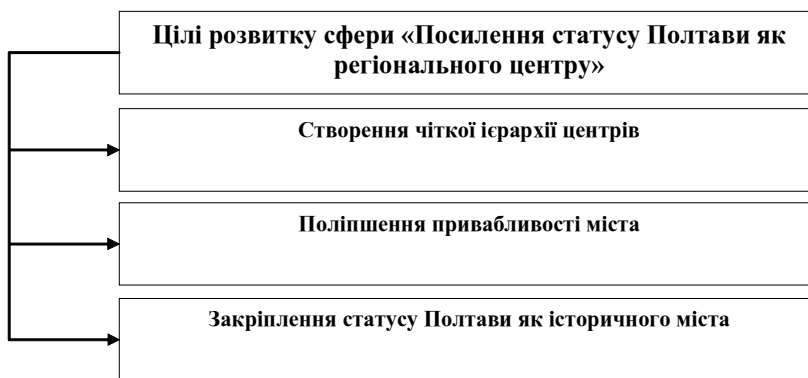 Цілі розвитку сфери «Посилення статусу Полтави як
регіонального центру»
Створення чіткої ієрархії центрів
Поліпшення привабливості міста
Закріплення статусу Полтави як історичного міста